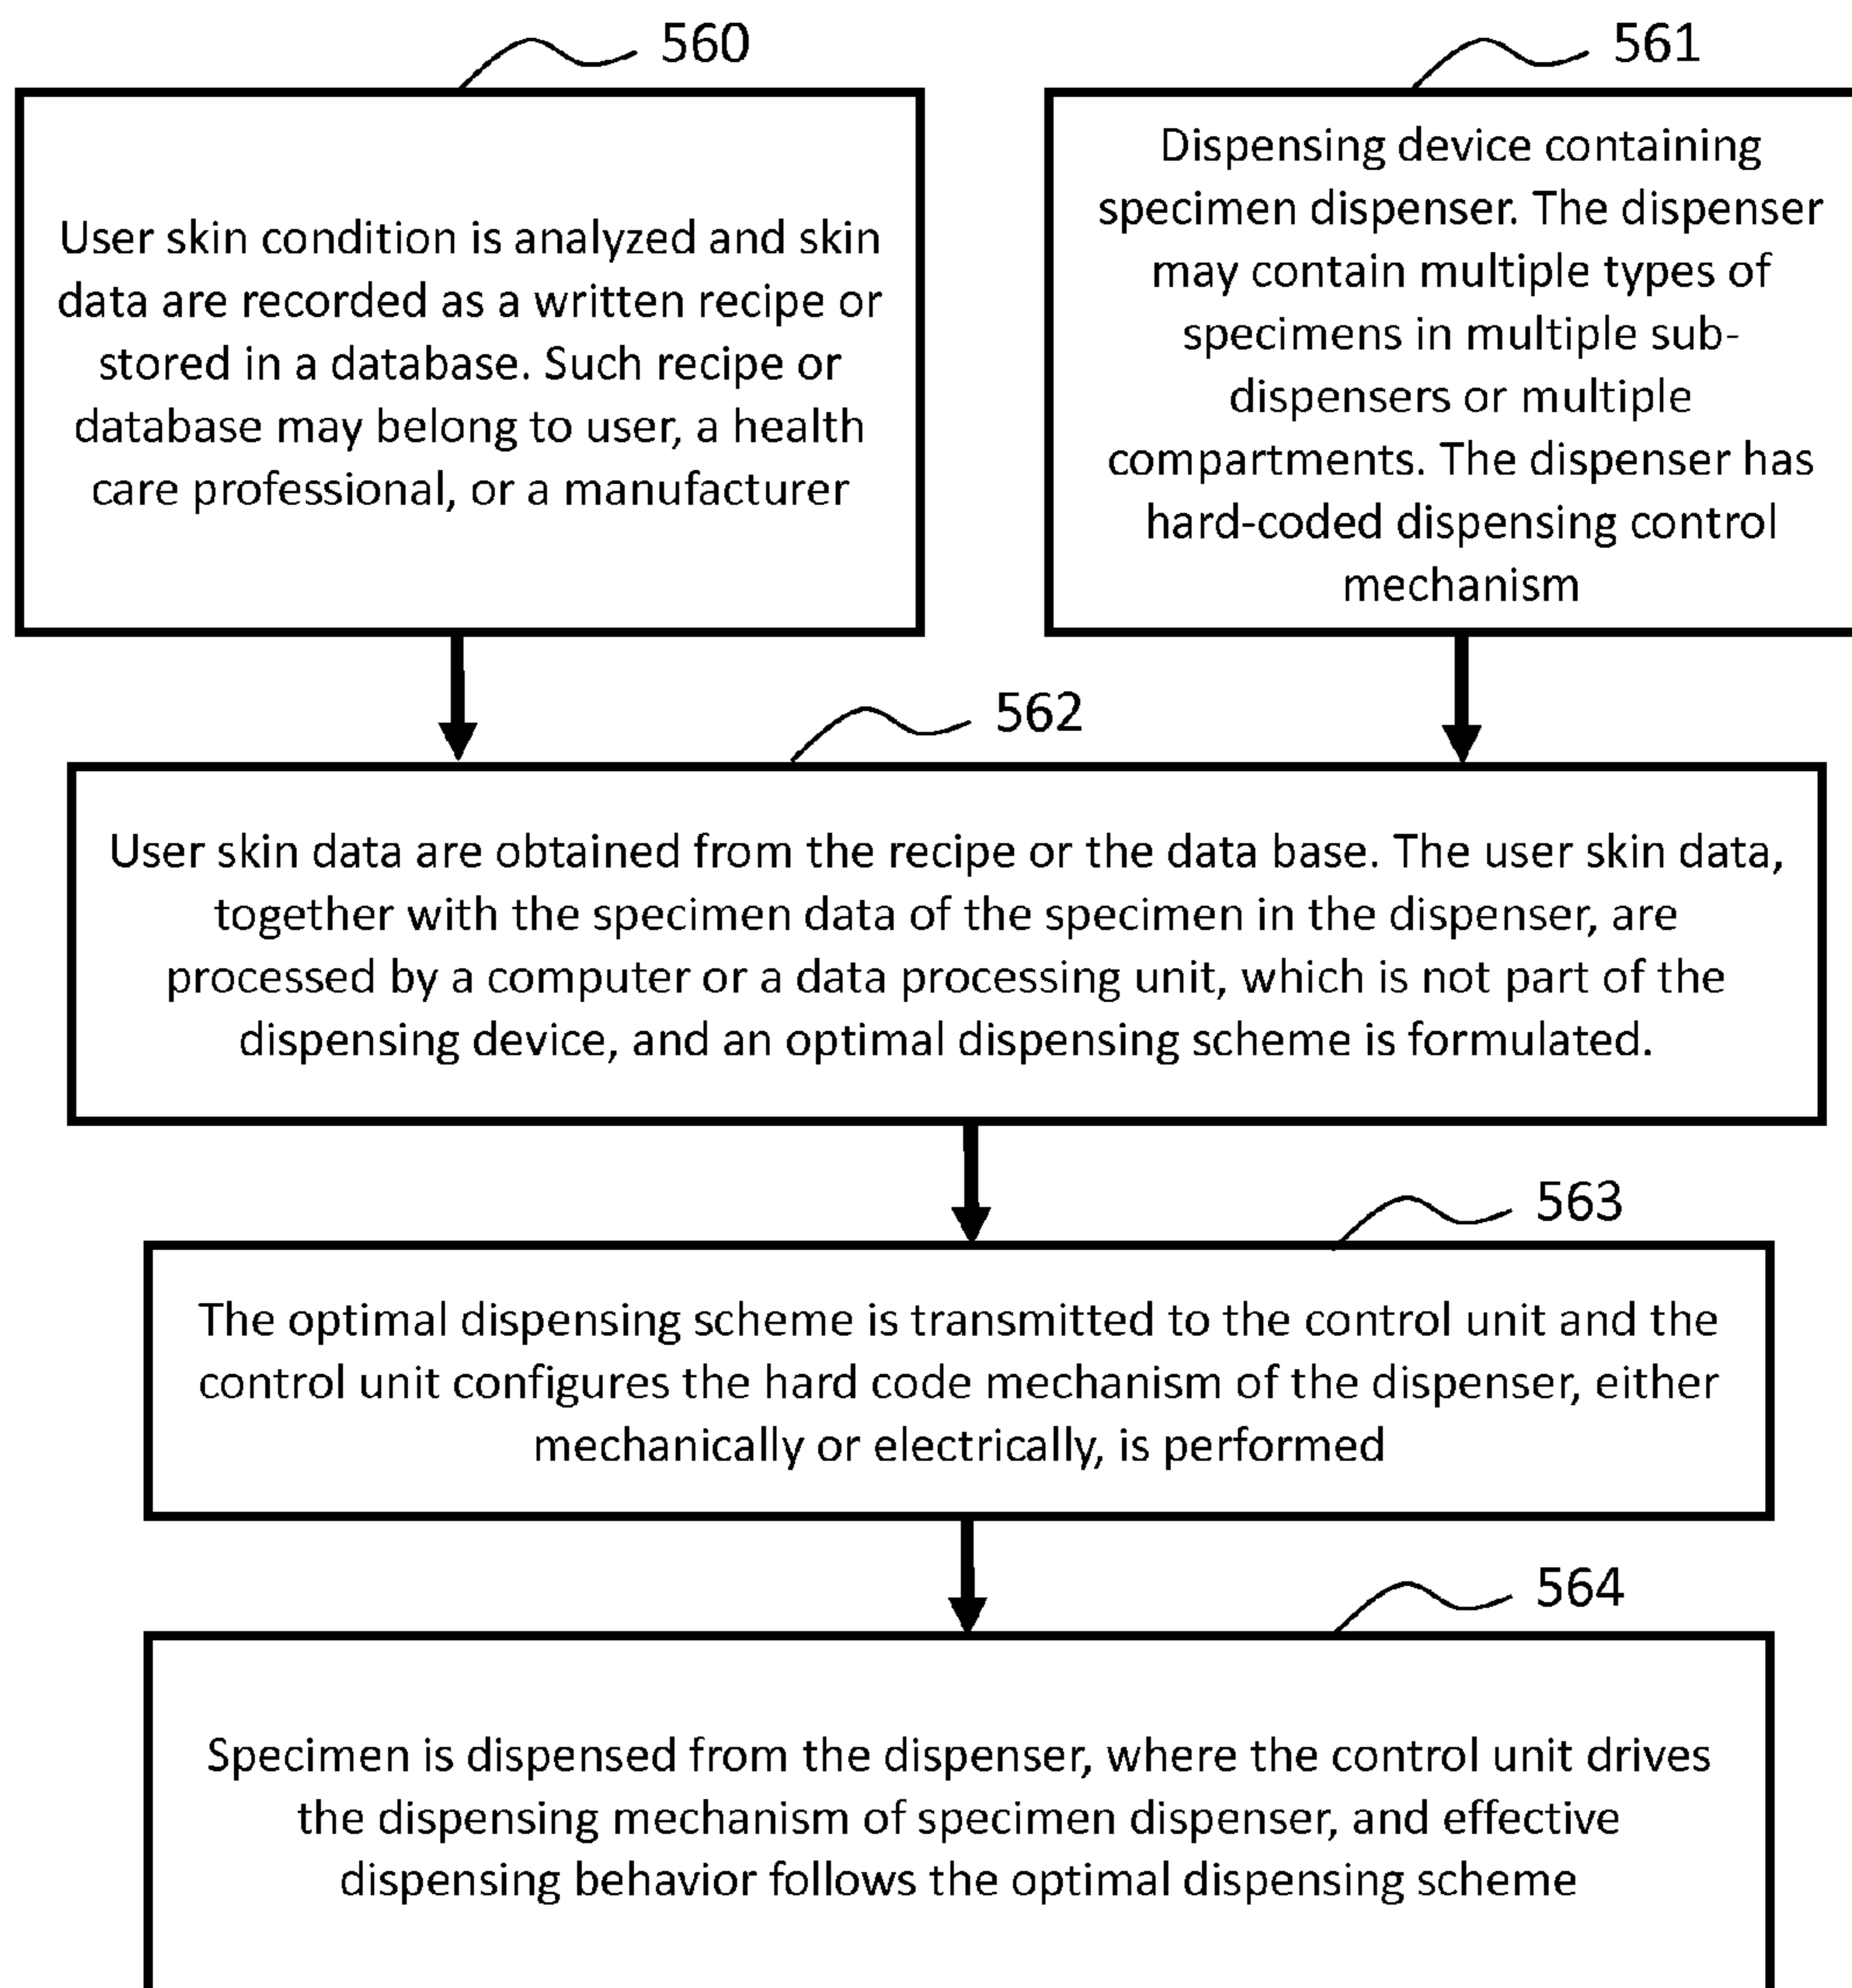 560
User skin condition is analyzed and skin
data are recorded as a written recipe or
stored in a database. Such recipe or
database may belong to user, a health
care professional, or a manufacturer
561
Dispensing device containing
specimen dispenser. The dispenser
may contain multiple types of
specimens in multiple sub-
dispensers or multiple
compartments. The dispenser has
hard-coded dispensing control
mechanism
562
User skin data are obtained from the recipe or the data base. The user skin data,
together with the specimen data of the specimen in the dispenser, are
processed by a computer or a data processing unit, which is not part of the
dispensing device, and an optimal dispensing scheme is formulated.
563
The optimal dispensing scheme is transmitted to the control unit and the
control unit configures the hard code mechanism of the dispenser, either
mechanically or electrically, is performed
564
Specimen is dispensed from the dispenser, where the control unit drives
the dispensing mechanism of specimen dispenser, and effective
dispensing behavior follows the optimal dispensing scheme